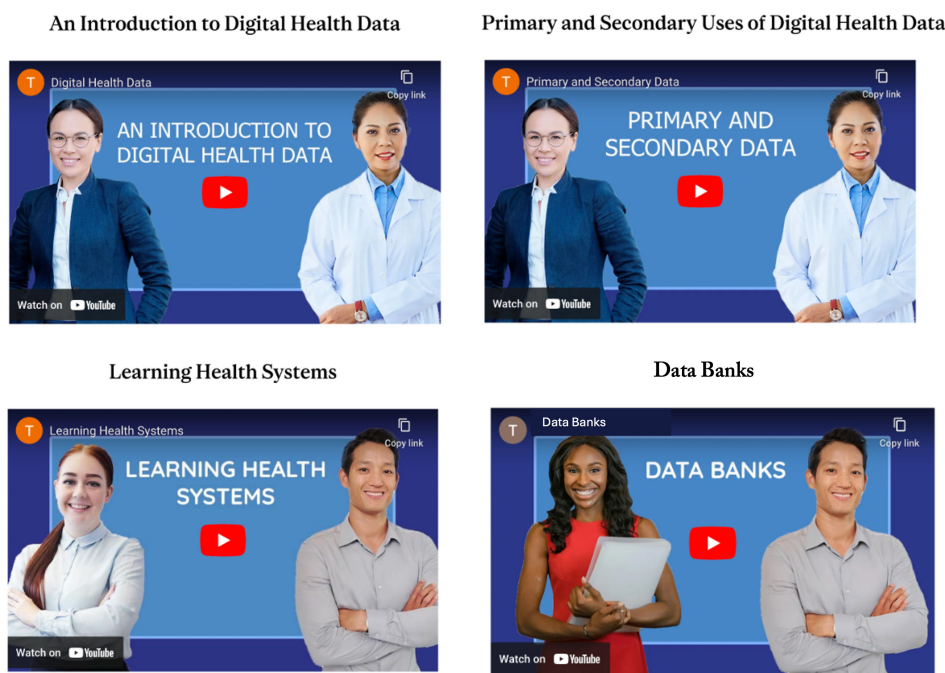 An Introduction to Digital Health Data
Primary and Secondary Uses of Digital Health Data
T
Digital Health Data
Copy link
AN INTRODUCTION TO
DIGITAL HEALTH DATA
Watch on YouTube
T
Primary and Secondary Data
Copy link
PRIMARY AND
SECONDARY DATA
Watch on YouTube
Learning Health Systems
Data Banks
T
Learning Health Systems
Copy link
LEARNING HEALTH
SYSTEMS
Watch on YouTube
T
Data Banks
Copy link
DATA BANKS
Watch on YouTube